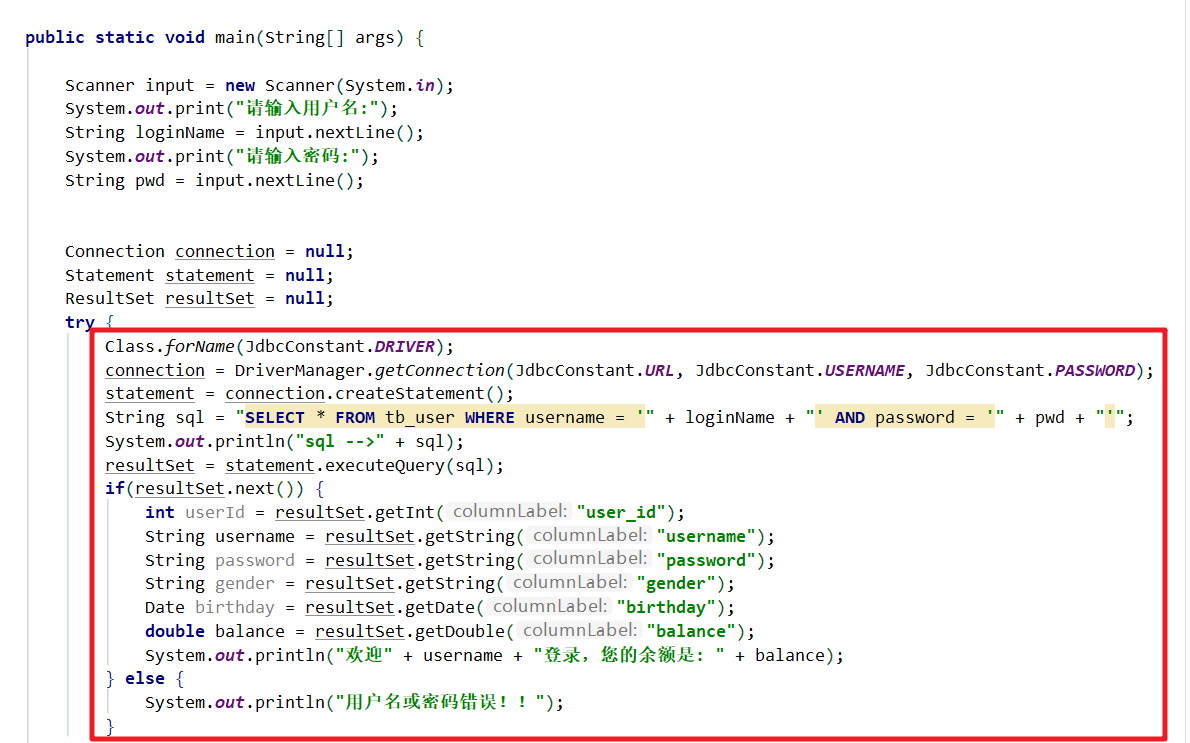 public static void main(String[] args) {
Scanner input = new Scanner(System.in);
System.out.print("请输入用户名:");
String loginName = input.nextLine();
System.out.print("请输入密码:");
String pwd = input.nextLine();
Connection connection = null;
Statement statement = null;
ResultSet resultSet = null;
try {
Class.forName(JdbcConstant.DRIVER);
connection = DriverManager.getConnection(JdbcConstant.URL, JdbcConstant.USERNAME, JdbcConstant.PASSWORD);
statement = connection.createStatement();
String sql = "SELECT * FROM tb_user WHERE username = '" + loginName + "' AND password = '" + pwd + "'";
System.out.println("sql -->" + sql);
resultSet = statement.executeQuery(sql);
if(resultSet.next()) {
int userId = resultSet.getInt( columnLabel: "user_id");
String username = resultSet.getString( columnLabel: "username");
String password = resultSet.getString( columnLabel: "password");
String gender = resultSet.getString( columnLabel: "gender");
Date birthday = resultSet.getDate( columnLabel: "birthday");
double balance = resultSet.getDouble( columnLabel: "balance");
System.out.println("欢迎" + username + "登录，您的余额是: " + balance);
} else {
System.out.println("用户名或密码错误！！");
}